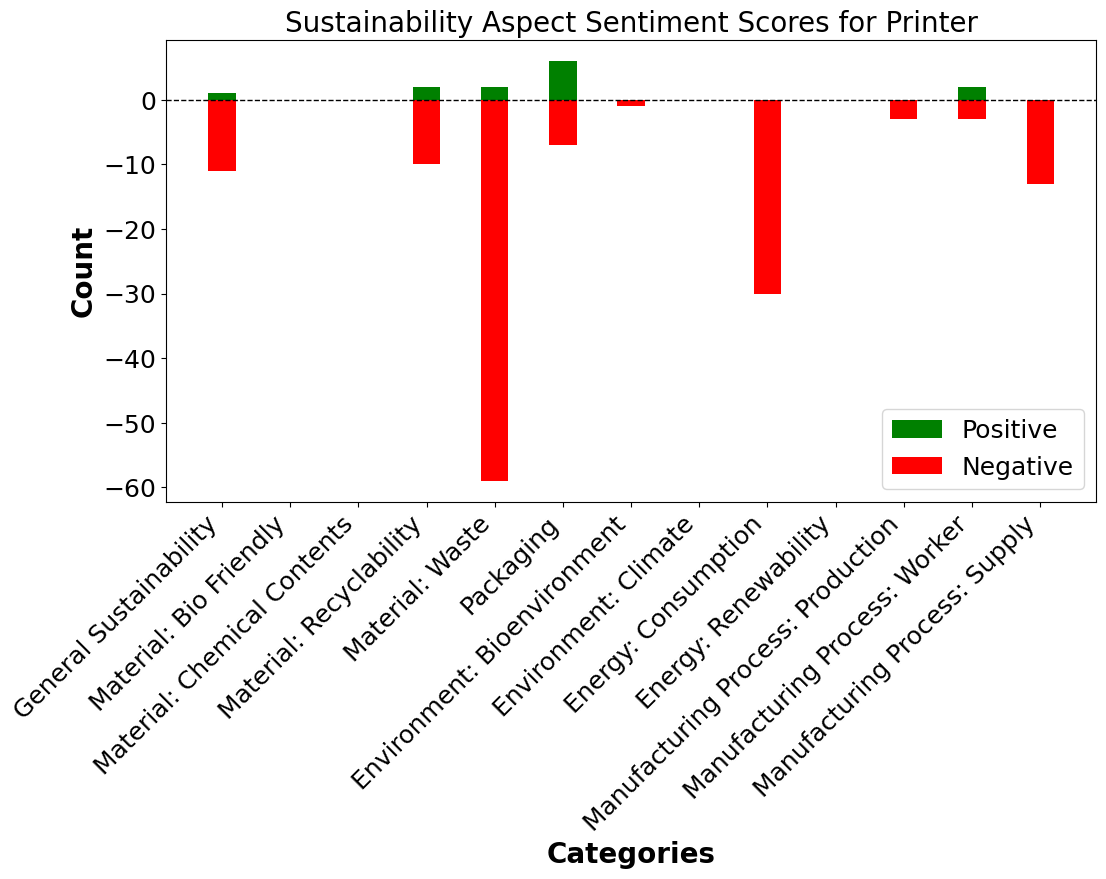 Sustainability Aspect Sentiment Scores for Printer
Count
0
−10
−20
−30
−40
−50
−60
Positive
Negative
General Sustainability
Material: Bio Friendly
Material: Chemical Contents
Material: Recyclability
Material: Waste
Packaging
Environment: Bioenvironment
Environment: Climate
Energy: Consumption
Energy: Renewability
Manufacturing Process: Production
Manufacturing Process: Worker
Manufacturing Process: Supply
Categories